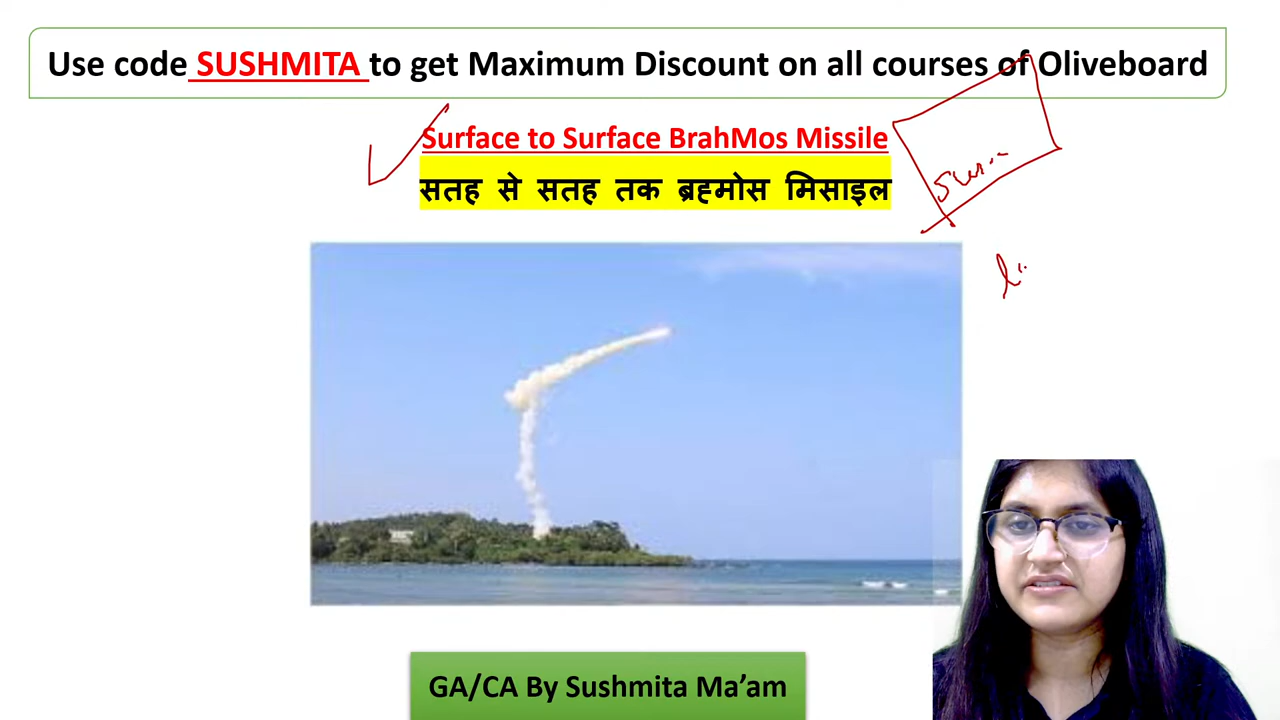 Use code SUSHMITA to get Maximum Discount on all courses of Oliveboard
Surface to Surface BrahMos Missile
सतह से सतह तक ब्रह्मोस मिसाइल
GA/CA By Sushmita Ma’am